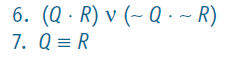 6. (Q · R) v (~ Q · ~ R)
7. Q ≡ R